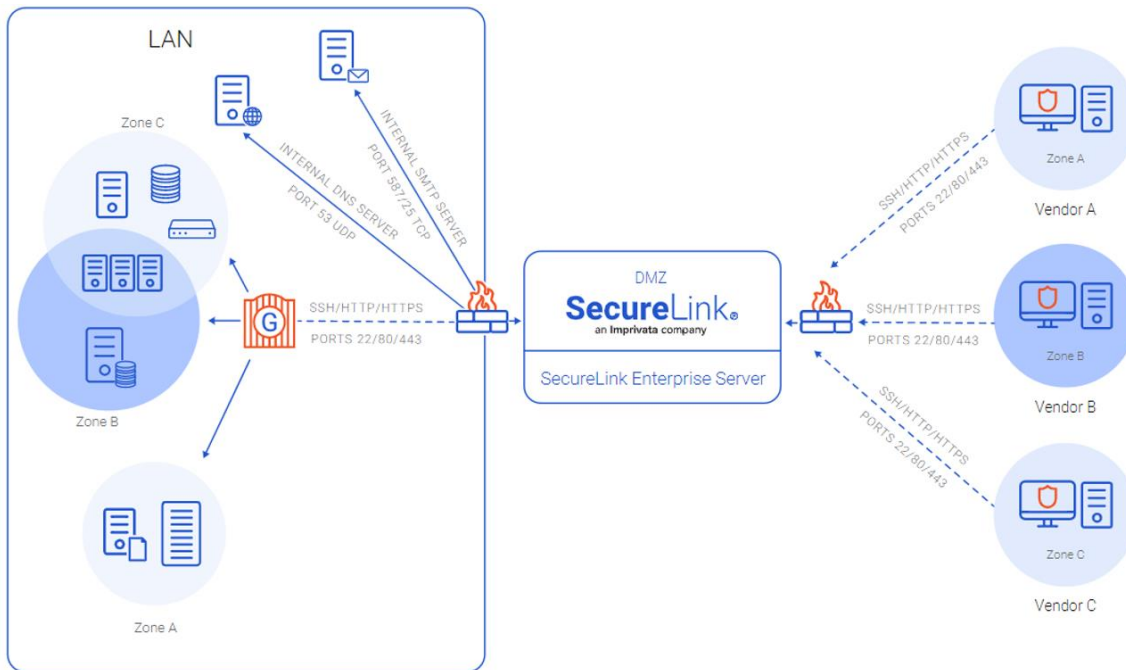 LAN
Zone C
INTERNAL SMTP SERVER
PORT 587/25 TCP
INTERNAL DNS SERVER
PORT 53 UDP
G
SSH/HTTP/HTTPS
PORTS 22/80/443
Zone B
Zone A
DMZ
SecureLink®
an Imprivata company
SecureLink Enterprise Server
SSH/HTTP/HTTPS
PORTS 22/80/443
Zone A
Vendor A
SSH/HTTP/HTTPS
PORTS 22/80/443
Zone B
Vendor B
SSH/HTTP/HTTPS
PORTS 22/80/443
Zone C
Vendor C